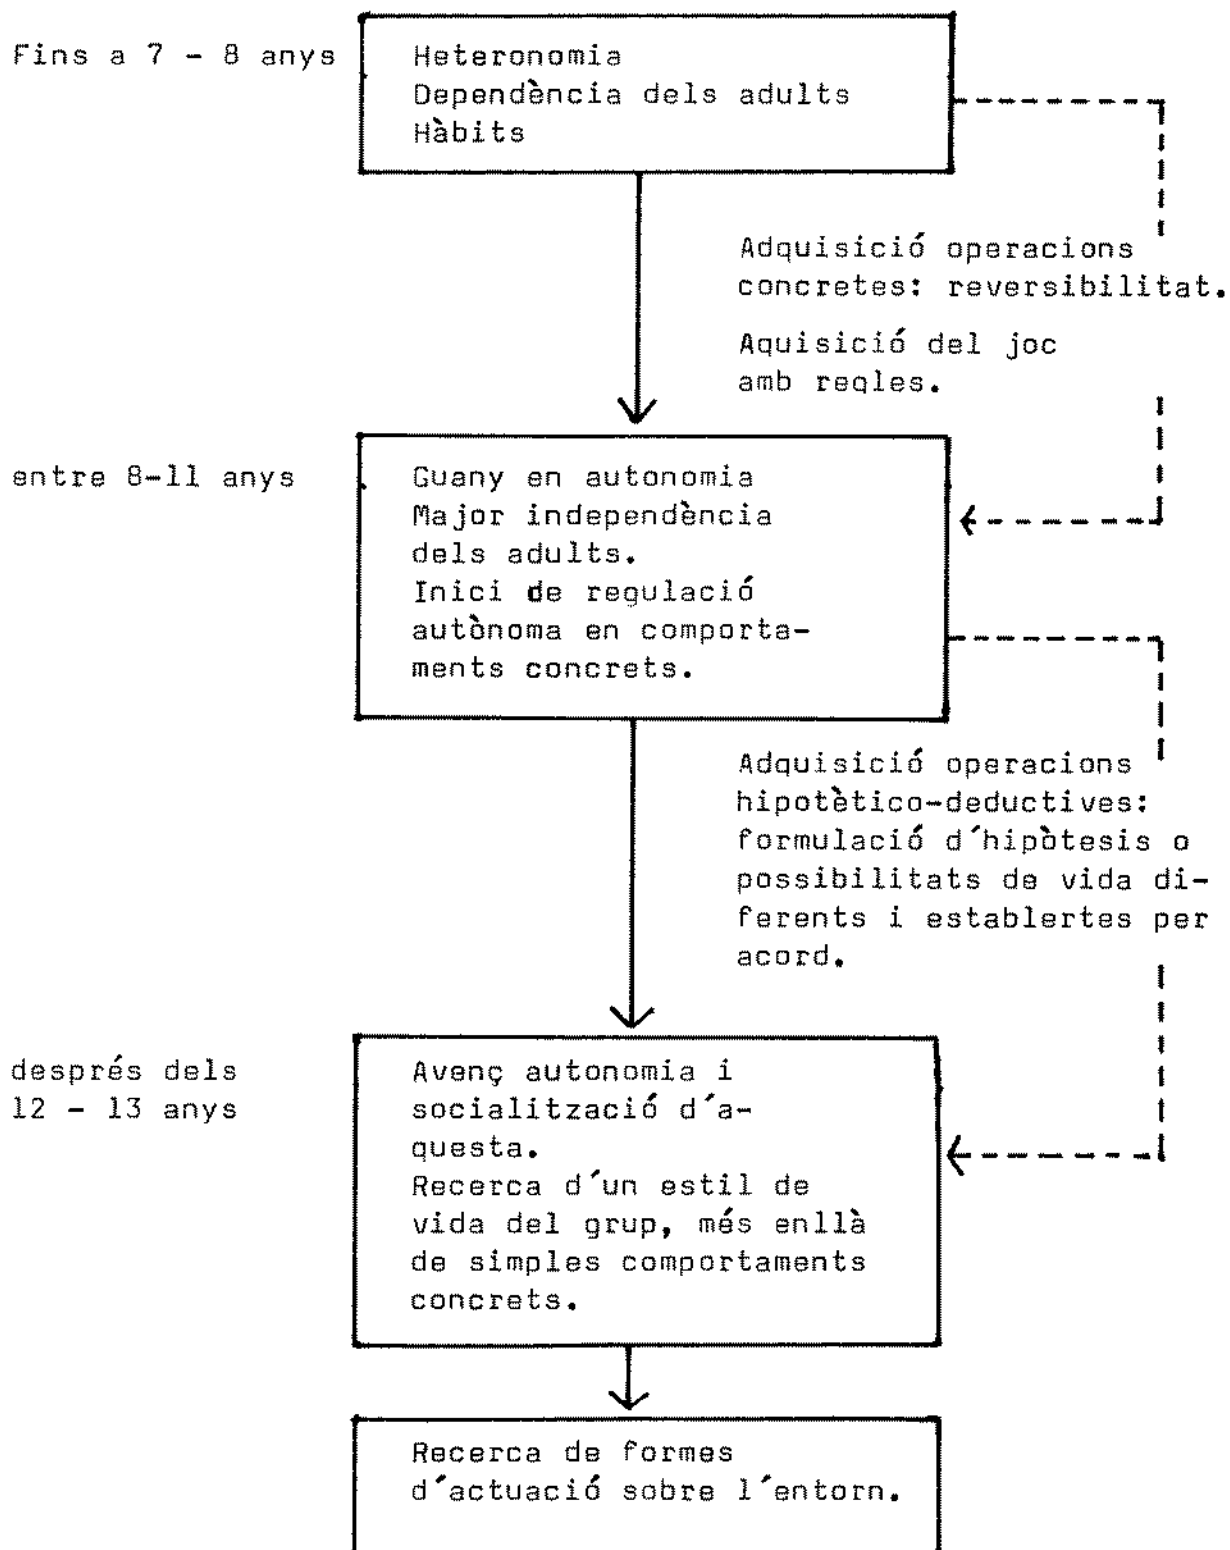 Fins a 7 - 8 anys
Heteronomia
Dependència dels adults
Hàbits
Adquisició operacions
concretes: reversibilitat.
Aquisició del joc
amb regles.
entre 8-11 anys
Guany en autonomia
Major independència
dels adults.
Inici de regulació
autònoma en comporta-
ments concrets.
Adquisició operacions
hipotètico-deductives:
formulació d´hipòtesis o
possibilitats de vida di-
ferents i establertes per
acord.
després dels
12 - 13 anys
Avenç autonomia i
socialització d´a-
questa.
Recerca d´un estil de
vida del grup, més enllà
de simples comportaments
concrets.
Recerca de formes
d´actuació sobre l´entorn.